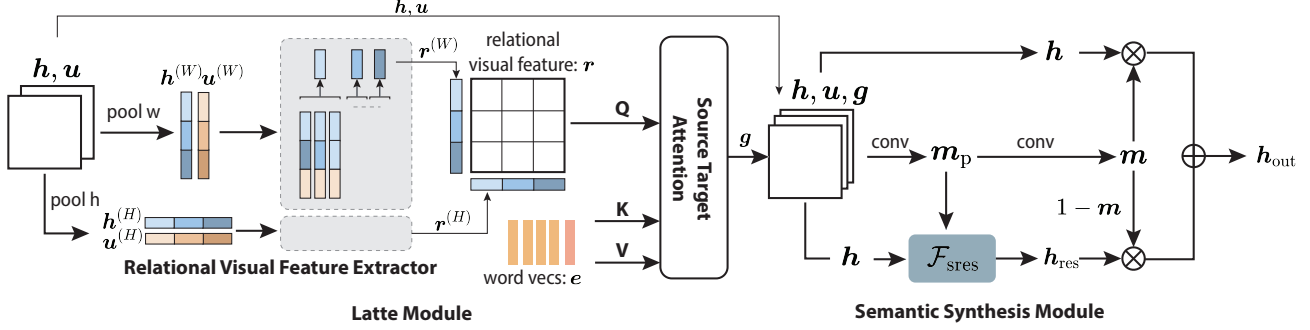 h, u
h, u
pool w
pool h
h^(W) u^(W)
h^(H)
u^(H)
r^(W)
r^(H)
relational
visual feature: r
Relational Visual Feature Extractor
word vecs: e
Q
K
V
Source Target
Attention
g
Latte Module
h, u, g
h
conv
m_p
conv
m
1 − m
h
F_sres
h_res
h_out
Semantic Synthesis Module